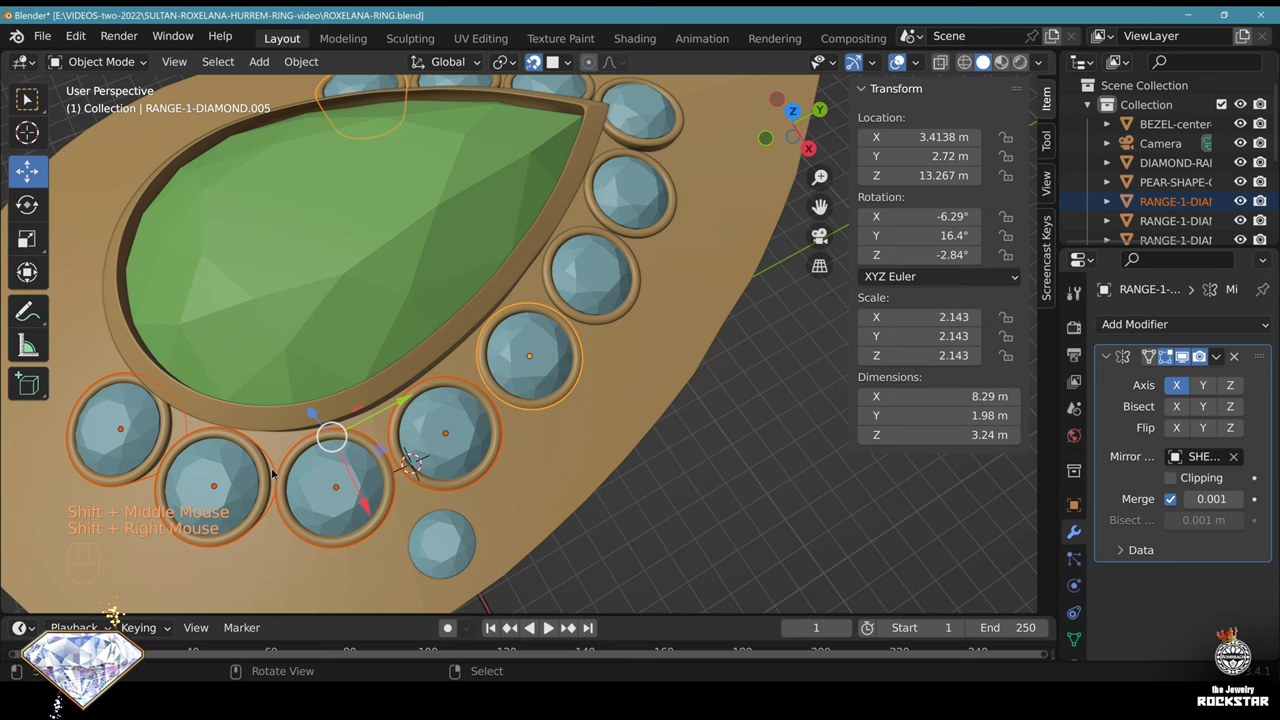 Blender* [E:\VIDEOS-two-2022\SULTAN-ROXELANA-HURREM-RING-video\ROXELANA-RING.blend]
File Edit Render Window Help Layout Modeling Sculpting UV Editing Texture Paint Shading Animation Rendering Compositing Scene ViewLayer
Object Mode View Select Add Object Global
User Perspective
(1) Collection | RANGE-1-DIAMOND.005
Z
Y
X
Transform
Location:
X 3.4138 m
Y 2.72 m
Z 13.267 m
Rotation:
X -6.29°
Y 16.4°
Z -2.84°
XYZ Euler
Scale:
X 2.143
Y 2.143
Z 2.143
Dimensions:
X 8.29 m
Y 1.98 m
Z 3.24 m
Item
Tool
View
Screencast Keys
Scene Collection
Collection
BEZEL-center-
Camera
DIAMOND-RAI
PEAR-SHAPE-(
RANGE-1-DIAI
RANGE-1-DIAI
RANGE-1-DIAI
RANGE-1-... Mi
Add Modifier
Axis X Y Z
Bisect X Y Z
Flip X Y Z
Mirror ... SHE...
Clipping
Merge 0.001
Bisect ... 0.001 m
Data
Shift + Middle Mouse
Shift + Right Mouse
Playback Keying View Marker 1 Start 1 End 250
Rotate View Select
the Jewelry
ROCKSTAR